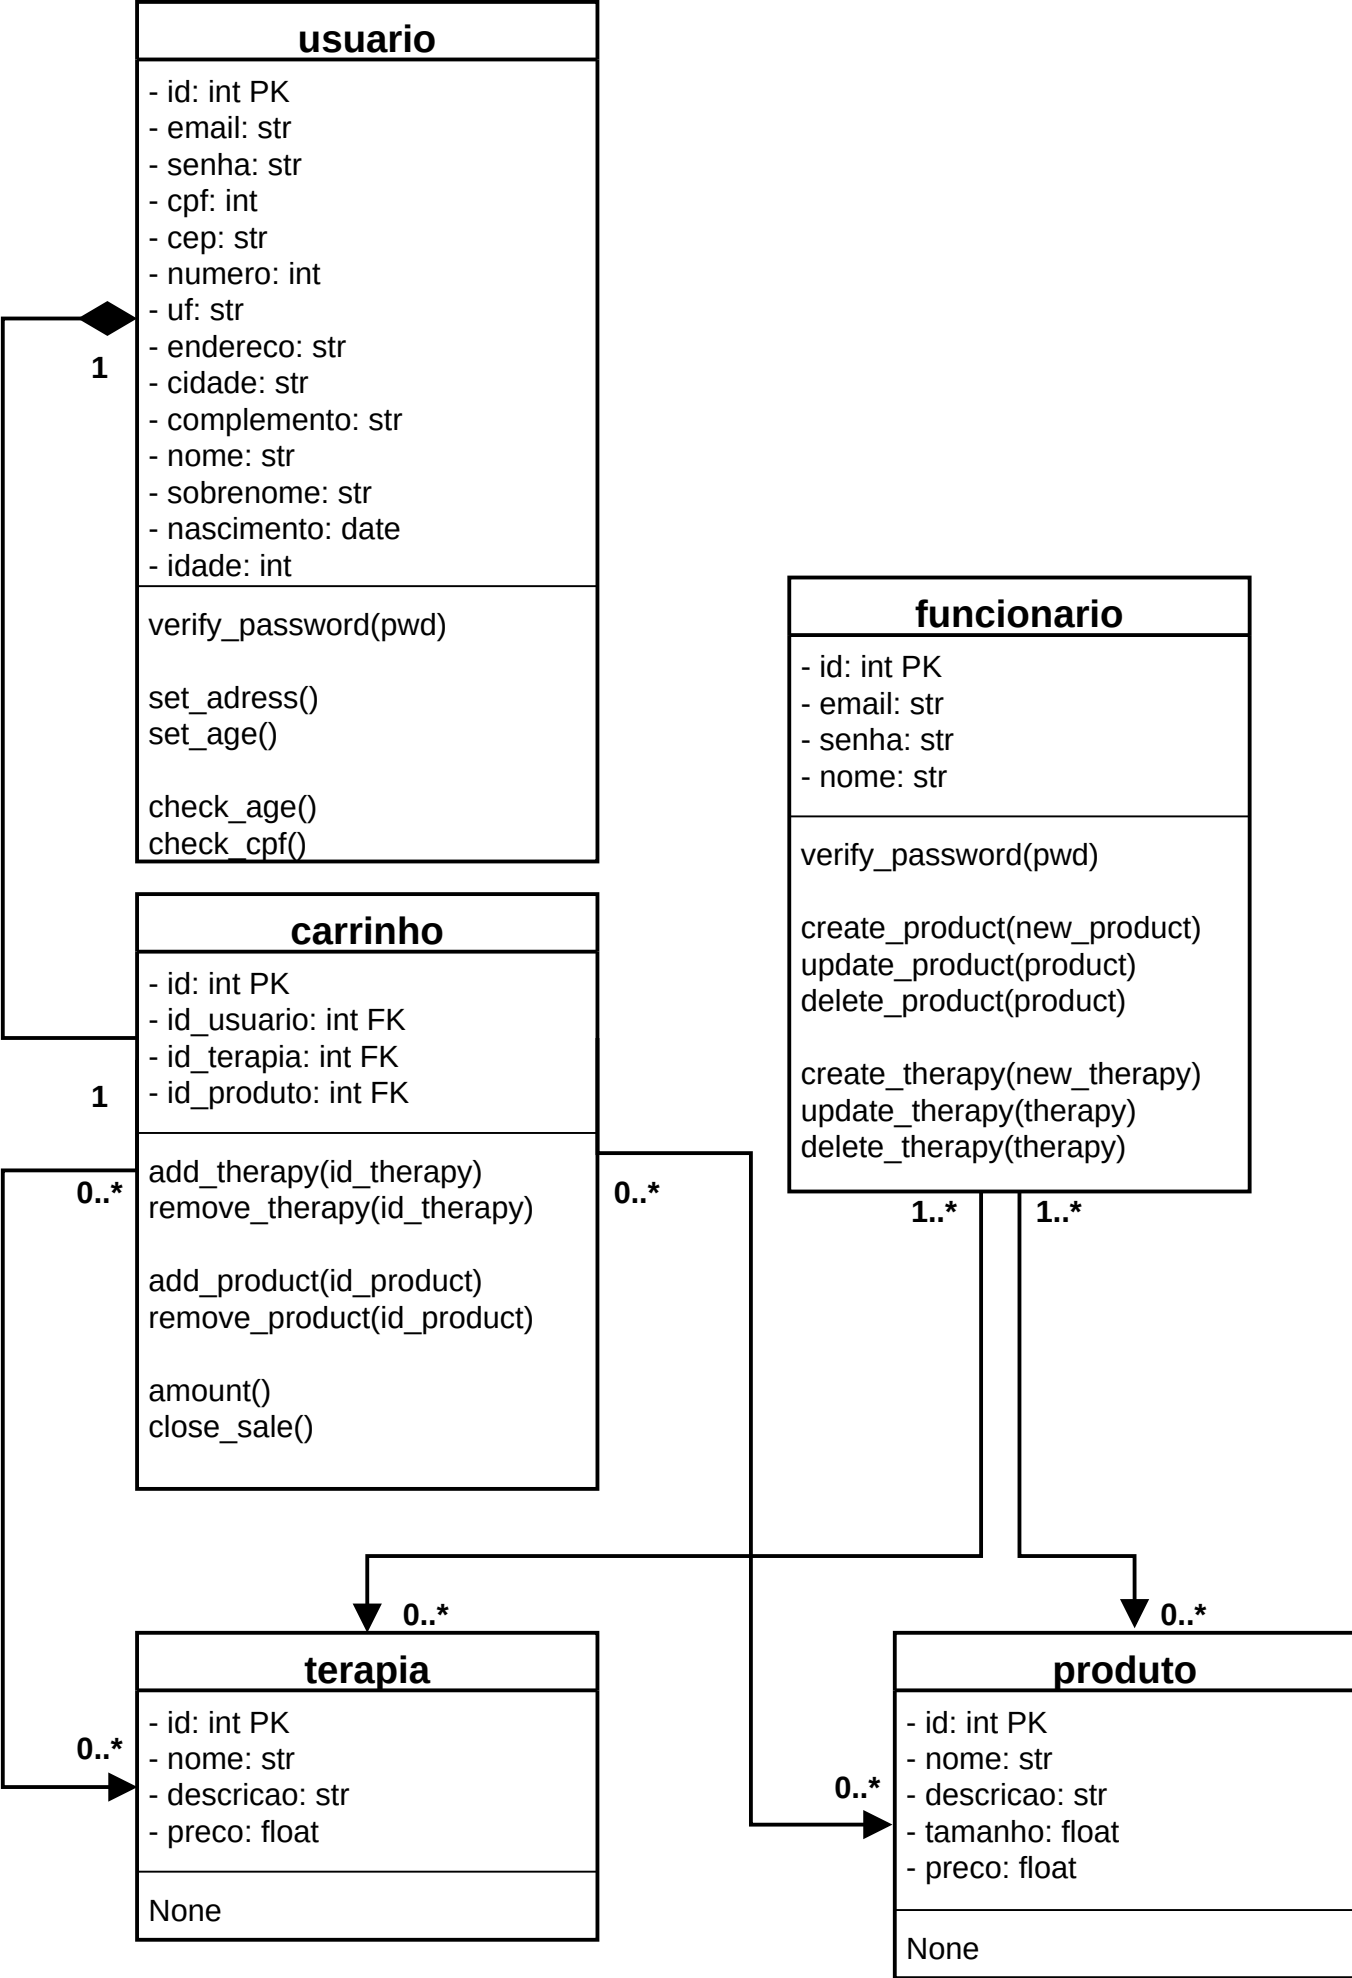 usuario
- id: int PK
- email: str
- senha: str
- cpf: int
- cep: str
- numero: int
- uf: str
- endereco: str
- cidade: str
- complemento: str
- nome: str
- sobrenome: str
- nascimento: date
- idade: int
verify_password(pwd)
set_adress()
set_age()
check_age()
check_cpf()
1
funcionario
- id: int PK
- email: str
- senha: str
- nome: str
verify_password(pwd)
create_product(new_product)
update_product(product)
delete_product(product)
create_therapy(new_therapy)
update_therapy(therapy)
delete_therapy(therapy)
1..*
1..*
carrinho
- id: int PK
- id_usuario: int FK
- id_terapia: int FK
- id_produto: int FK
add_therapy(id_therapy)
remove_therapy(id_therapy)
add_product(id_product)
remove_product(id_product)
amount()
close_sale()
1
0..*
0..*
0..*
terapia
- id: int PK
- nome: str
- descricao: str
- preco: float
None
0..*
0..*
produto
- id: int PK
- nome: str
- descricao: str
- tamanho: float
- preco: float
None
0..*